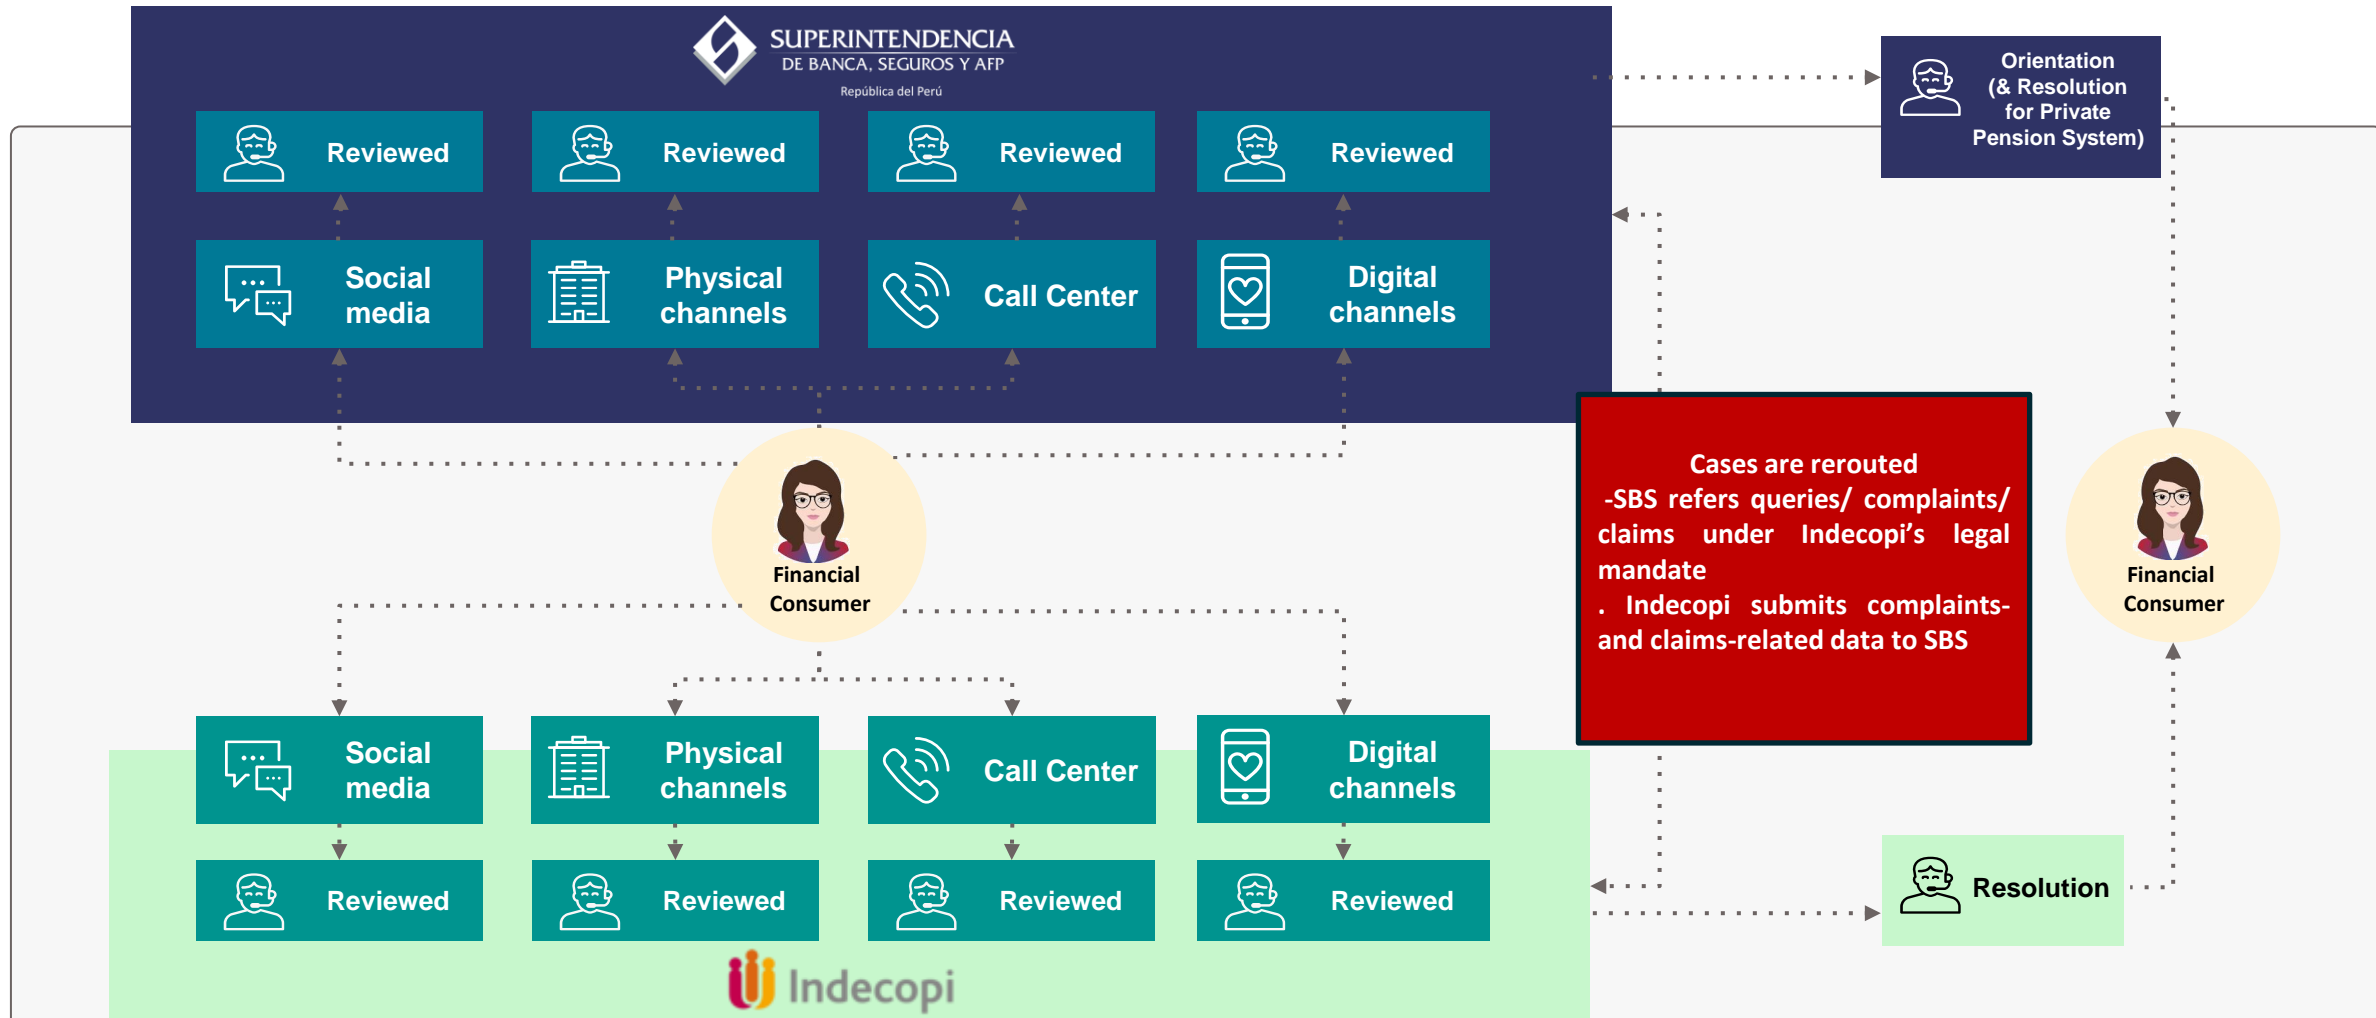 SUPERINTENDENCIA
DE BANCA, SEGUROS Y AFP
República del Perú
Orientation
(& Resolution
for Private
Pension System)
Reviewed
Reviewed
Reviewed
Reviewed
Social
media
Physical
channels
Call Center
Digital
channels
Financial
Consumer
Cases are rerouted
-SBS refers queries/ complaints/
claims under Indecopi’s legal
mandate
. Indecopi submits complaints-
and claims-related data to SBS
Financial
Consumer
Social
media
Physical
channels
Call Center
Digital
channels
Reviewed
Reviewed
Reviewed
Reviewed
Resolution
Indecopi